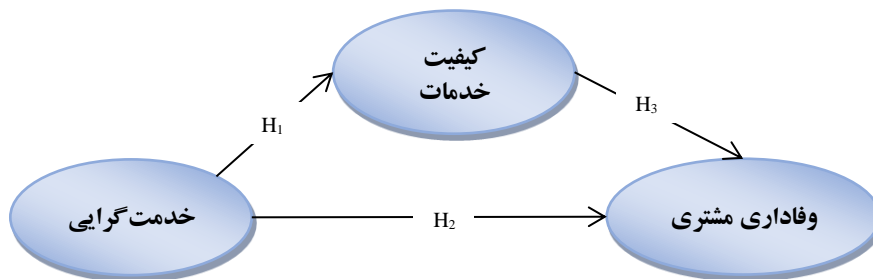 کیفیت
خدمات
H₁
H₃
خدمت‌گرایی
H₂
وفاداری مشتری